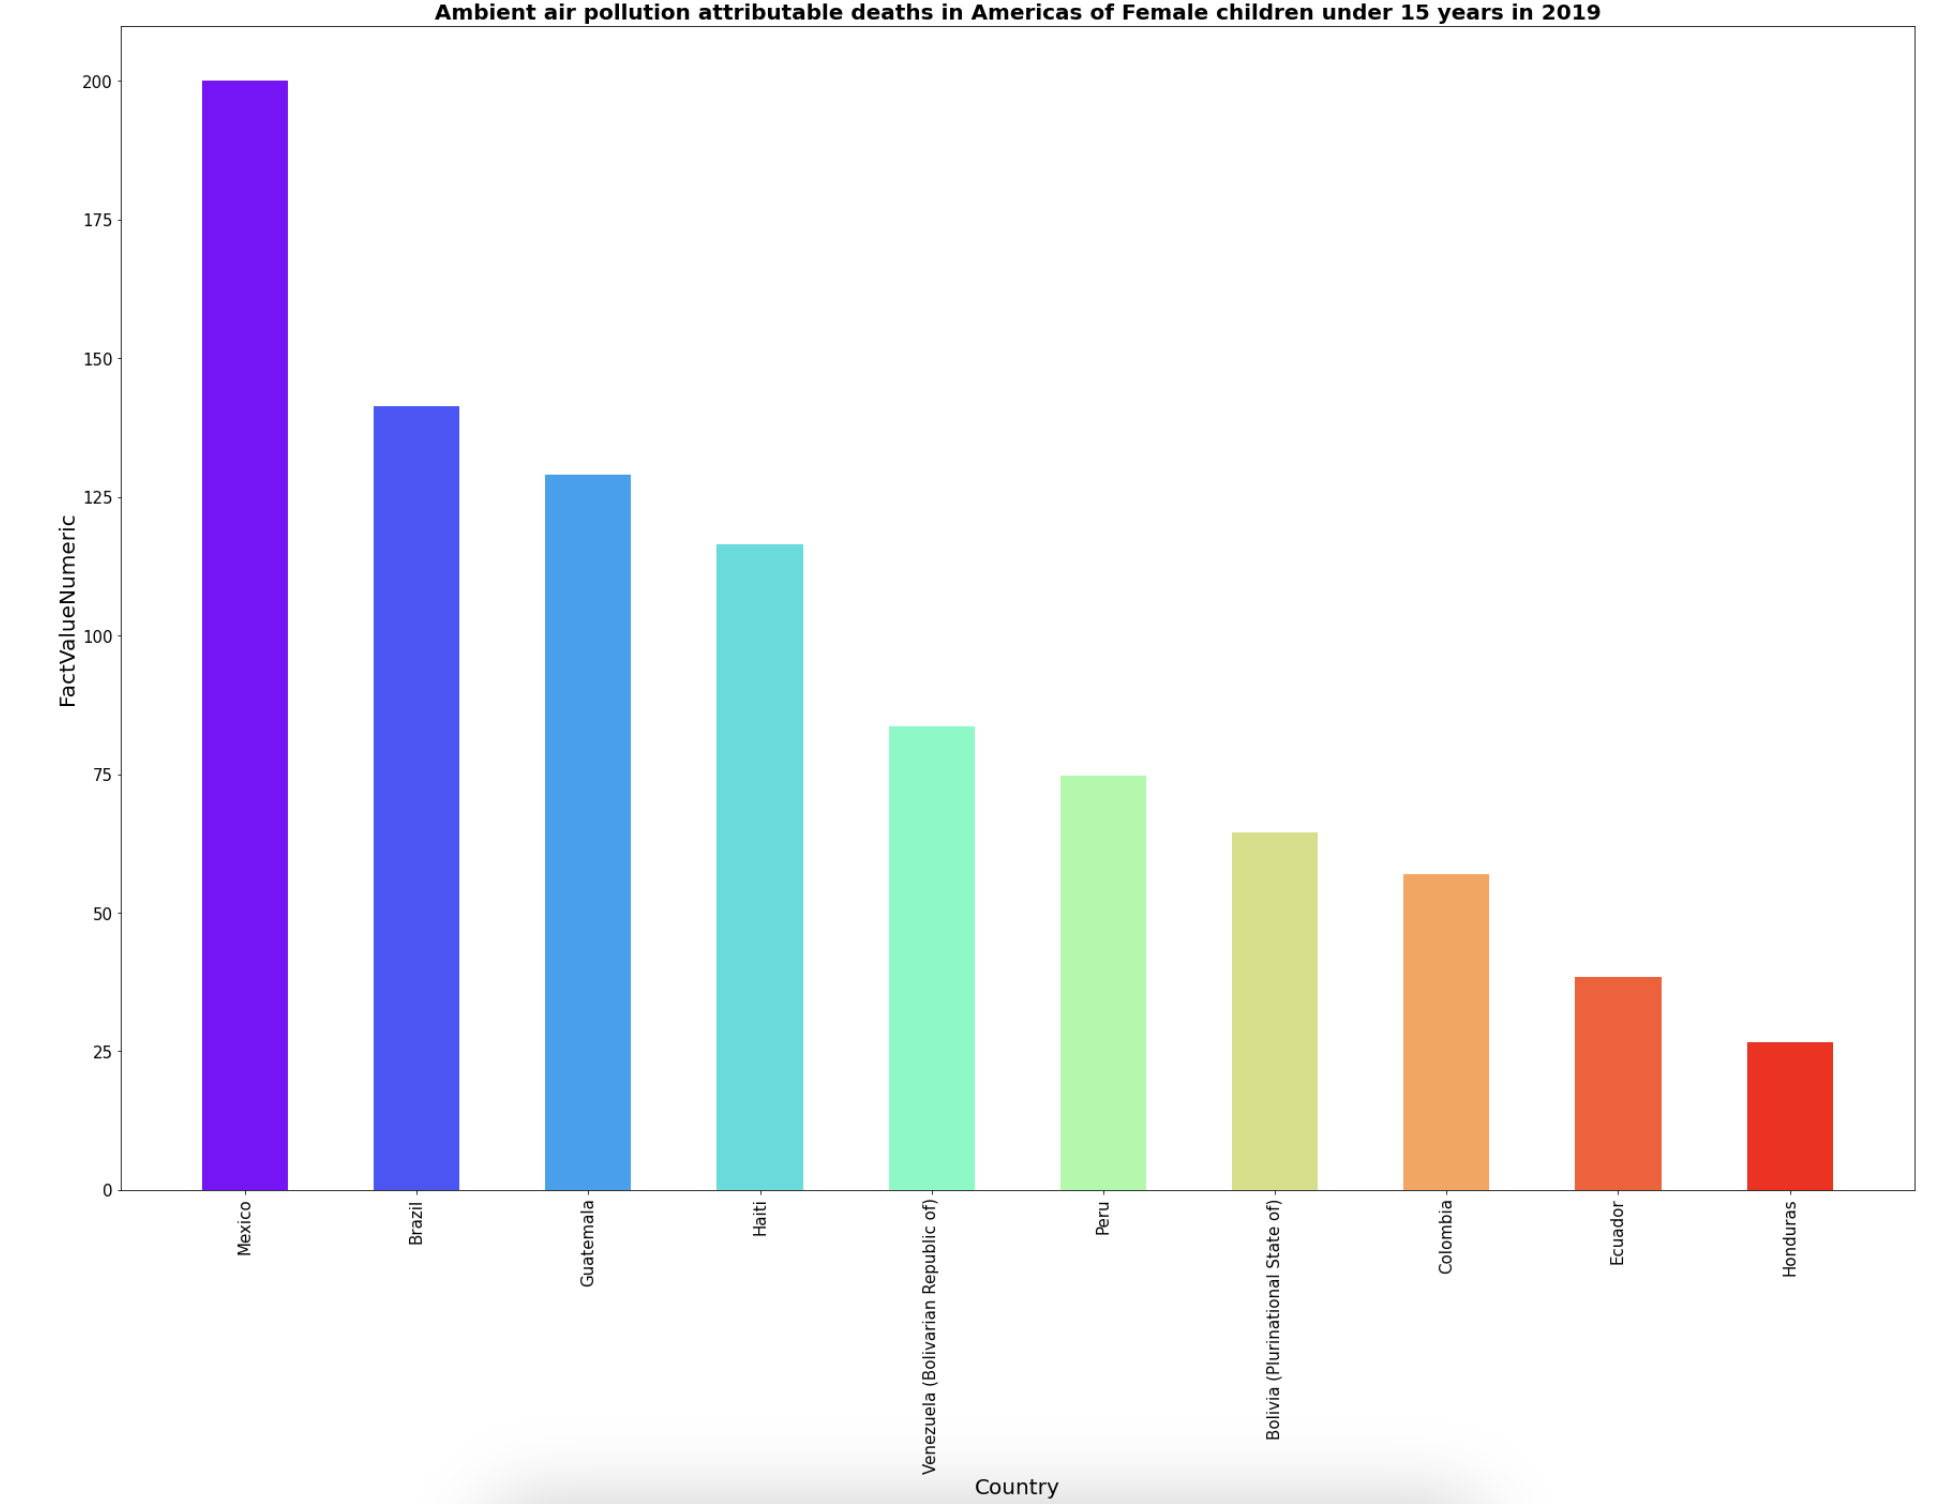 Ambient air pollution attributable deaths in Americas of Female children under 15 years in 2019
FactValueNumeric
200
175
150
125
100
75
50
25
0
Mexico
Brazil
Guatemala
Haiti
Venezuela (Bolivarian Republic of)
Peru
Bolivia (Plurinational State of)
Colombia
Ecuador
Honduras
Country